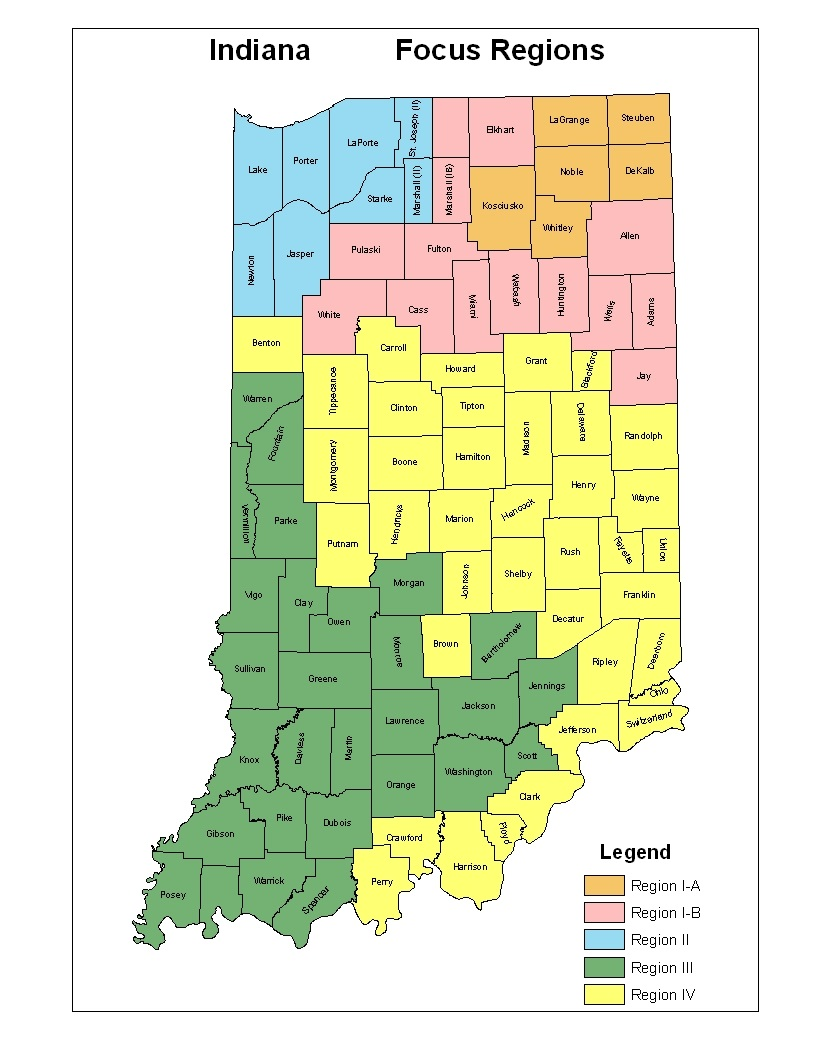 Indiana Focus Regions
St. Joseph (II)
Elkhart
LaGrange
Steuben
LaPorte
Porter
Lake
Starke
Marshall (II)
Marshall (IB)
Kosciusko
Noble
DeKalb
Whitley
Allen
Newton
Jasper
Pulaski
Fulton
White
Cass
Miami
Wabash
Huntington
Wells
Adams
Benton
Carroll
Howard
Grant
Blackford
Jay
Warren
Tippecanoe
Clinton
Tipton
Madison
Delaware
Randolph
Fountain
Montgomery
Boone
Hamilton
Henry
Wayne
Vermillion
Parke
Putnam
Hendricks
Marion
Hancock
Rush
Fayette
Union
Vigo
Clay
Owen
Morgan
Johnson
Shelby
Franklin
Decatur
Sullivan
Greene
Monroe
Brown
Bartholomew
Jennings
Ripley
Dearborn
Ohio
Switzerland
Jefferson
Knox
Daviess
Martin
Lawrence
Jackson
Scott
Washington
Orange
Clark
Gibson
Pike
Dubois
Crawford
Floyd
Harrison
Perry
Posey
Warrick
Spencer
Legend
Region I-A
Region I-B
Region II
Region III
Region IV